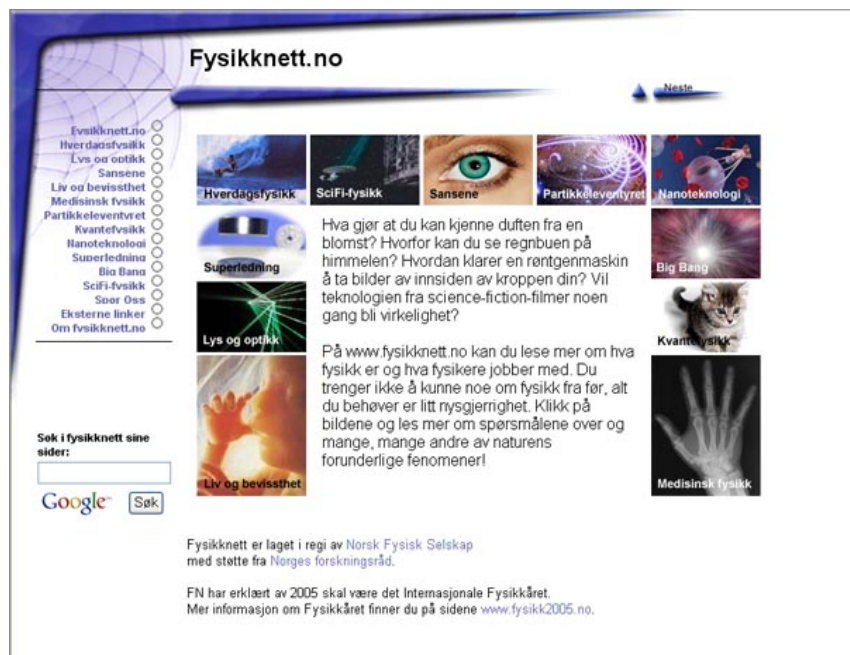 Fysikknett.no
Neste
Fysikknett.no
Hverdagsfysikk
Lys og optikk
Sansene
Liv og bevissthet
Medisinsk fysikk
Partikkeleventyret
Kvantefysikk
Nanoteknologi
Superledning
Big Bang
SciFi-fysikk
Spør Oss
Eksterne linker
Om fysikknett.no
Søk i fysikknett sine
sider:
Google™
Søk
Hverdagsfysikk
SciFi-fysikk
Sansene
Partikkeleventyret
Nanoteknologi
Superledning
Lys og optikk
Liv og bevissthet
Hva gjør at du kan kjenne duften fra en
blomst? Hvorfor kan du se regnbuen på
himmelen? Hvordan klarer en røntgenmaskin
å ta bilder av innsiden av kroppen din? Vil
teknologien fra science-fiction-filmer noen
gang bli virkelighet?
På www.fysikknett.no kan du lese mer om hva
fysikk er og hva fysikere jobber med. Du
trenger ikke å kunne noe om fysikk fra før, alt
du behøver er litt nysgjerrighet. Klikk på
bildene og les mer om spørsmålene over og
mange, mange andre av naturens
forunderlige fenomener!
Big Bang
Kvantefysikk
Medisinsk fysikk
Fysikknett er laget i regi av Norsk Fysisk Selskap
med støtte fra Norges forskningsråd.
FN har erklært av 2005 skal være det Internasjonale Fysikkåret.
Mer informasjon om Fysikkåret finner du på sidene www.fysikk2005.no.